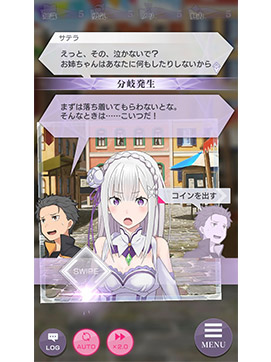 サテラ
えっと、その、泣かないで？
お姉ちゃんはあなたに何もしたりしないから
分岐発生
まずは落ち着いてもらわないとな。
そんなときは……こいつだ！
コインを出す
SWIPE
LOG
AUTO
×2.0
MENU